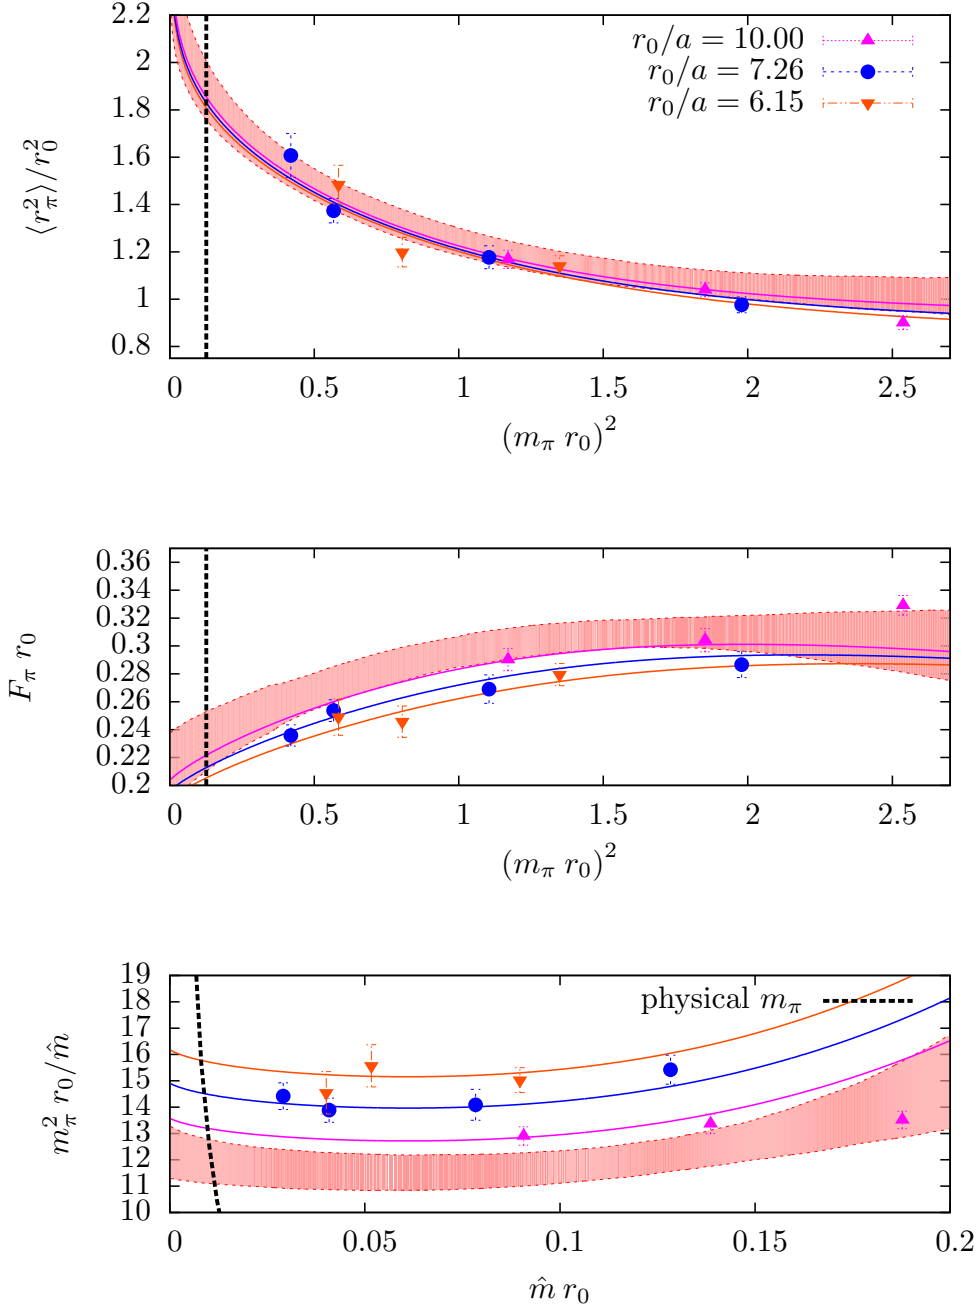 2.2
2
1.8
1.6
1.4
1.2
1
0.8
⟨r_π^2⟩/r_0^2
r_0/a = 10.00
r_0/a = 7.26
r_0/a = 6.15
0 0.5 1 1.5 2 2.5
(m_π r_0)^2
0.36
0.34
0.32
0.3
0.28
0.26
0.24
0.22
0.2
F_π r_0
0 0.5 1 1.5 2 2.5
(m_π r_0)^2
19
18
17
16
15
14
13
12
11
10
m_π^2 r_0/m̂
physical m_π
0 0.05 0.1 0.15 0.2
m̂ r_0